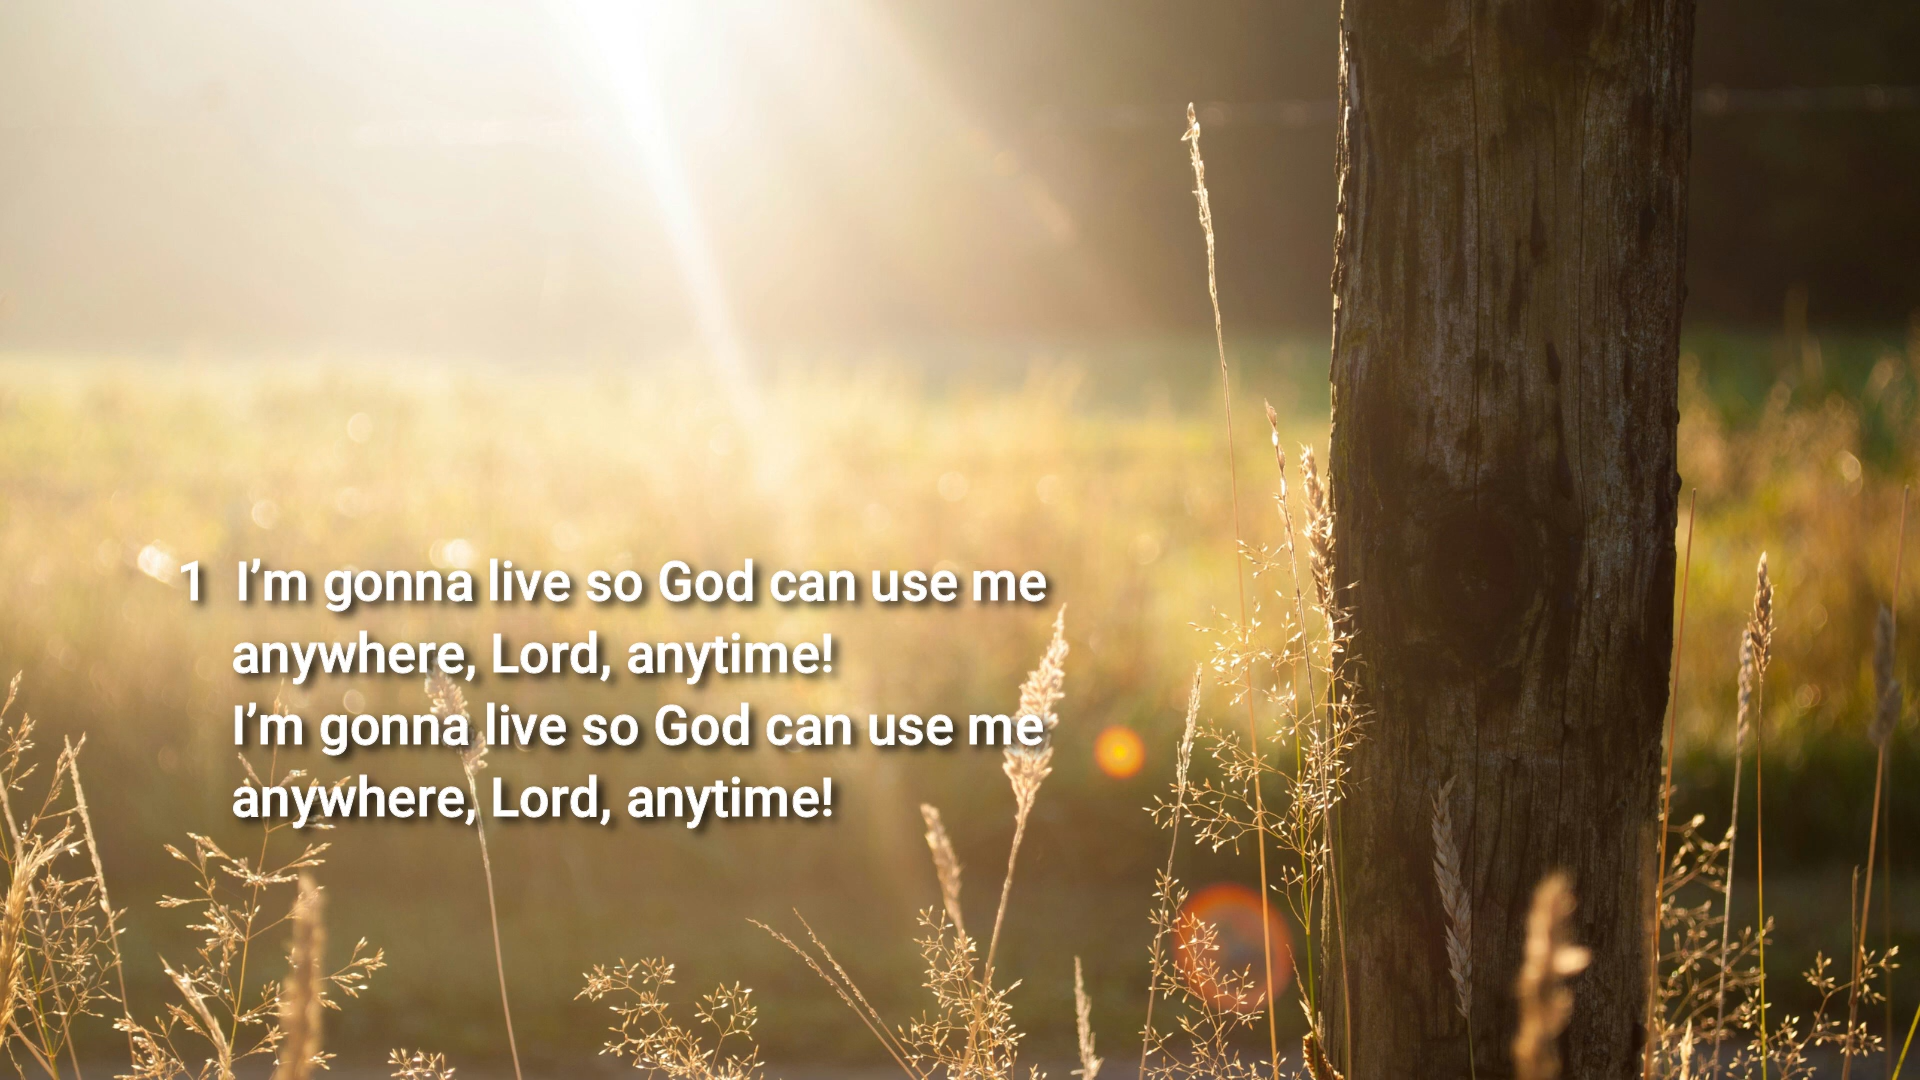 1 I’m gonna live so God can use me
anywhere, Lord, anytime!
I’m gonna live so God can use me
anywhere, Lord, anytime!